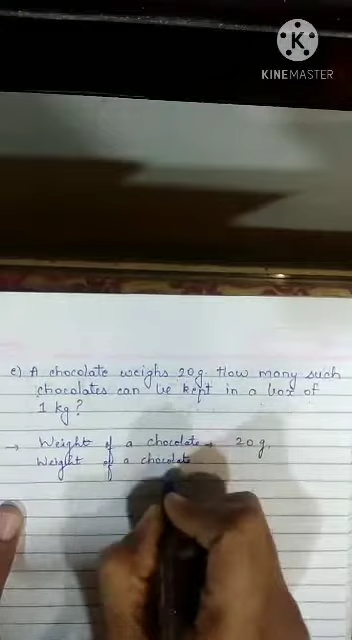 K
KINEMASTER
e) A chocolate weighs 20g. How many such
chocolates can be kept in a box of
1 kg?
→ Weight of a chocolate → 20g.
Weight of a chocolate